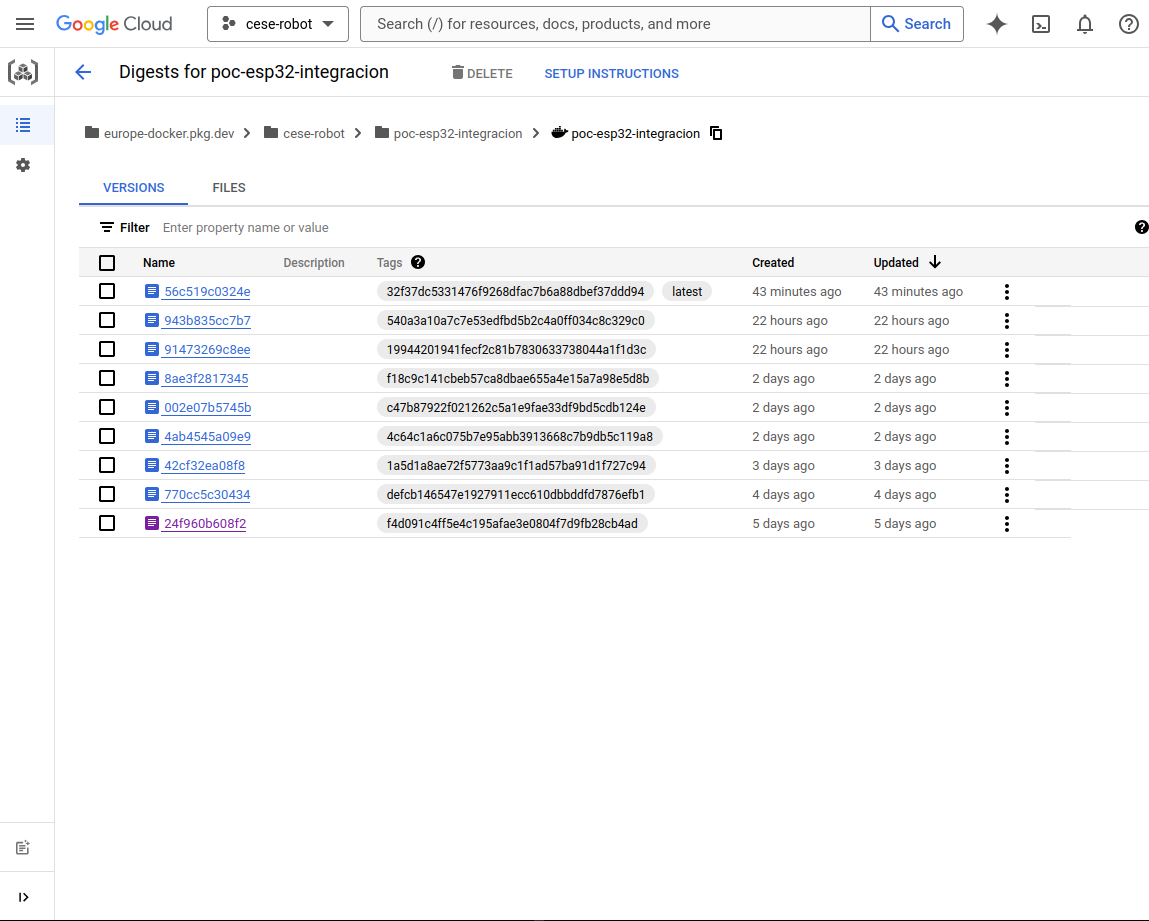 Google Cloud cese-robot Search (/) for resources, docs, products, and more Search
Digests for poc-esp32-integracion DELETE SETUP INSTRUCTIONS
europe-docker.pkg.dev cese-robot poc-esp32-integracion poc-esp32-integracion
VERSIONS FILES
Filter Enter property name or value
Name Description Tags Created Updated
56c519c0324e 32f37dc5331476f9268dfac7b6a88dbef37ddd94 latest 43 minutes ago 43 minutes ago
943b835cc7b7 540a3a10a7c7e53edfbd5b2c4a0ff034c8c329c0 22 hours ago 22 hours ago
91473269c8ee 19944201941fecf2c81b7830633738044a1f1d3c 22 hours ago 22 hours ago
8ae3f2817345 f18c9c141cbeb57ca8dbae655a4e15a7a98e5d8b 2 days ago 2 days ago
002e07b5745b c47b87922f021262c5a1e9fae33df9bd5cdb124e 2 days ago 2 days ago
4ab4545a09e9 4c64c1a6c075b7e95abb3913668c7b9db5c119a8 2 days ago 2 days ago
42cf32ea08f8 1a5d1a8ae72f5773aa9c1f1ad57ba91d1f727c94 3 days ago 3 days ago
770cc5c30434 defcb146547e1927911ecc610dbbddfd7876efb1 4 days ago 4 days ago
24f960b608f2 f4d091c4ff5e4c195afae3e0804f7d9fb28cb4ad 5 days ago 5 days ago